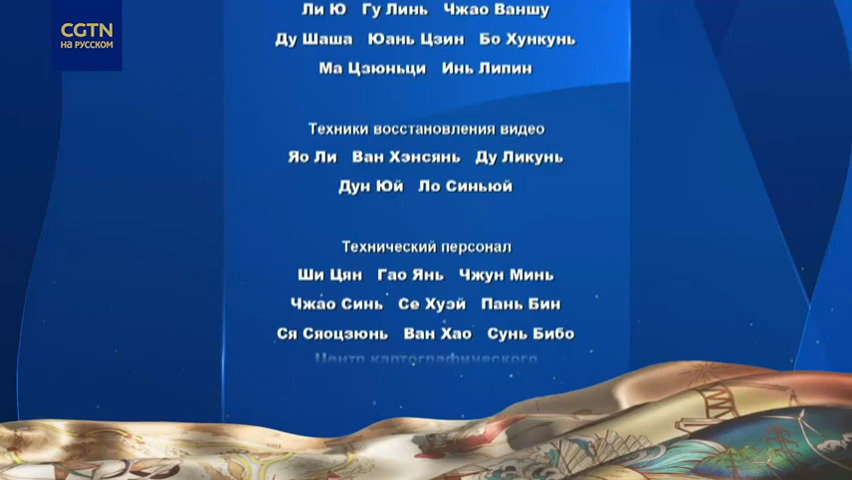 CGTN
НА РУССКОМ
Ли Ю Гу Линь Чжао Ваншу
Ду Шаша Юань Цзин Бо Хункунь
Ма Цзюньци Инь Липин
Техники восстановления видео
Яо Ли Ван Хэнсянь Ду Ликунь
Дун Юй Ло Синьюй
Технический персонал
Ши Цян Гао Янь Чжун Минь
Чжао Синь Се Хуэй Пань Бин
Ся Сяоцзюнь Ван Хао Сунь Бибо
Центр картографического